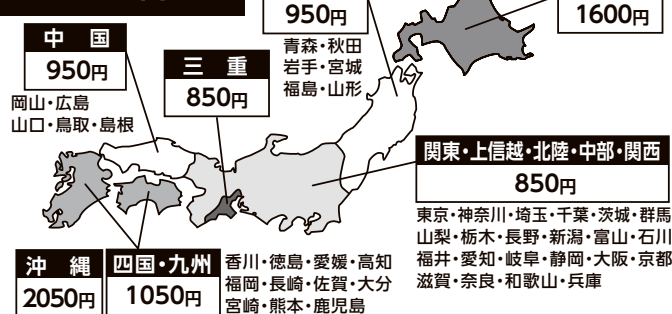 950円
青森・秋田
岩手・宮城
福島・山形
1600円
中国
950円
岡山・広島
山口・鳥取・島根
三重
850円
関東・上信越・北陸・中部・関西
850円
東京・神奈川・埼玉・千葉・茨城・群馬
山梨・栃木・長野・新潟・富山・石川
福井・愛知・岐阜・静岡・大阪・京都
滋賀・奈良・和歌山・兵庫
沖縄
2050円
四国・九州
1050円
香川・徳島・愛媛・高知
福岡・長崎・佐賀・大分
宮崎・熊本・鹿児島